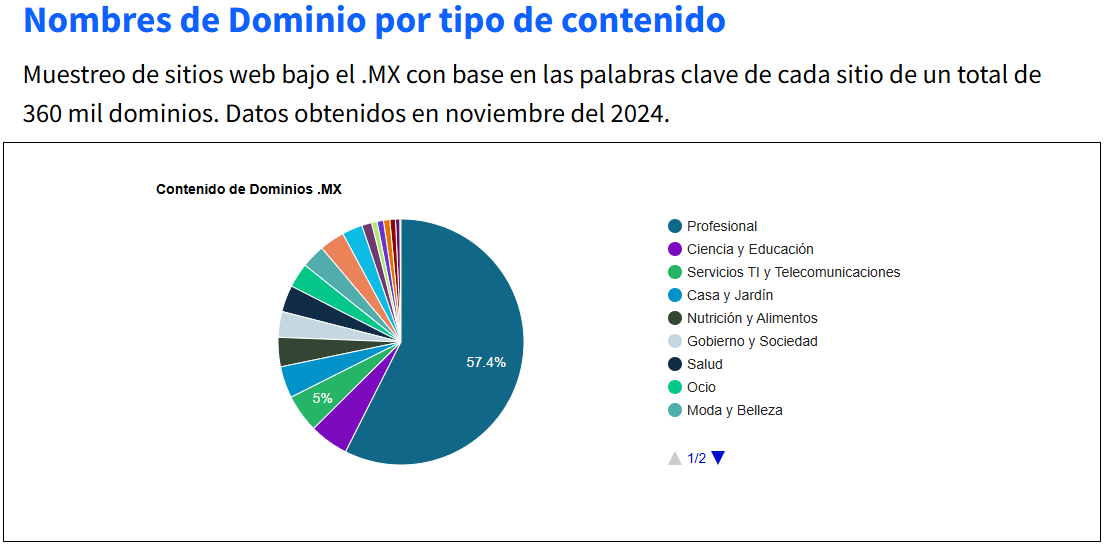 Nombres de Dominio por tipo de contenido
Muestreo de sitios web bajo el .MX con base en las palabras clave de cada sitio de un total de
360 mil dominios. Datos obtenidos en noviembre del 2024.
Contenido de Dominios .MX
57.4%
5%
Profesional
Ciencia y Educación
Servicios TI y Telecomunicaciones
Casa y Jardín
Nutrición y Alimentos
Gobierno y Sociedad
Salud
Ocio
Moda y Belleza
1/2